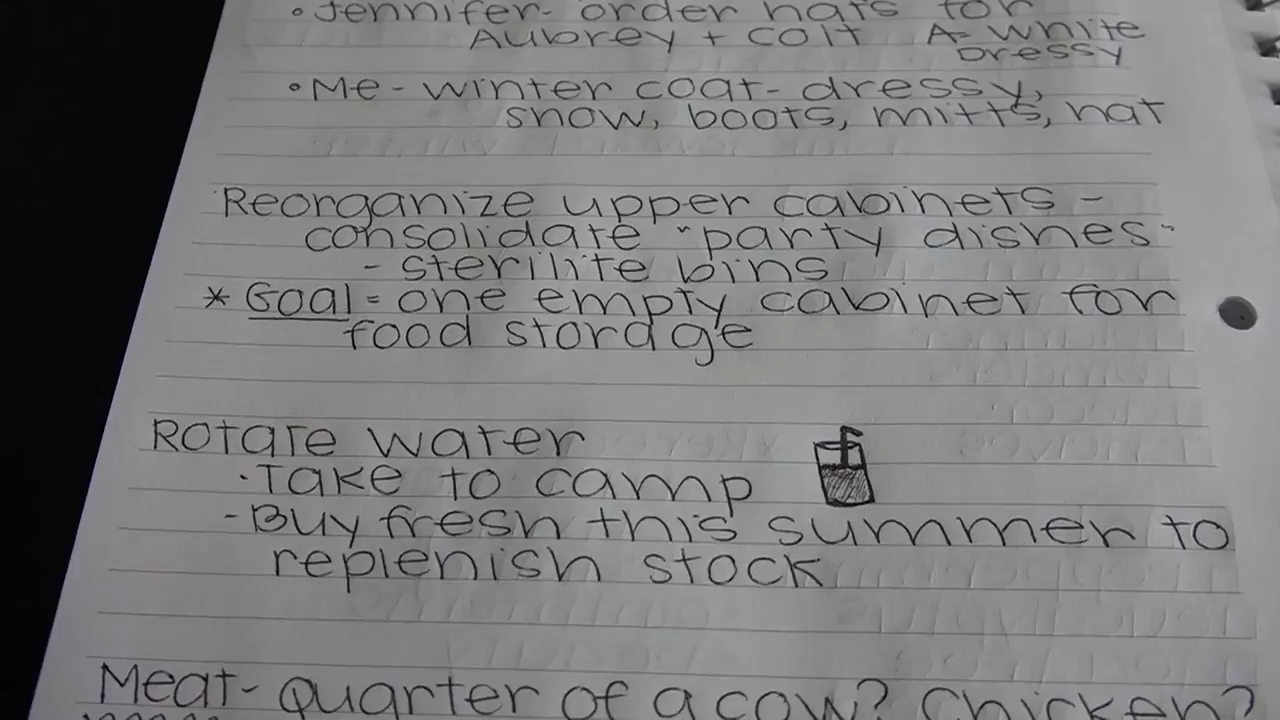 • Jennifer- order hats for
Aubrey + Colt A- White
Dressy
• Me - winter coat - dressy,
snow, boots, mitts, hat
Reorganize upper cabinets -
consolidate "party dishes"
- sterilite bins
* Goal = one empty cabinet for
food storage
Rotate water
• Take to camp
- Buy fresh this summer to
replenish stock
Meat - quarter of a cow? Chicken?